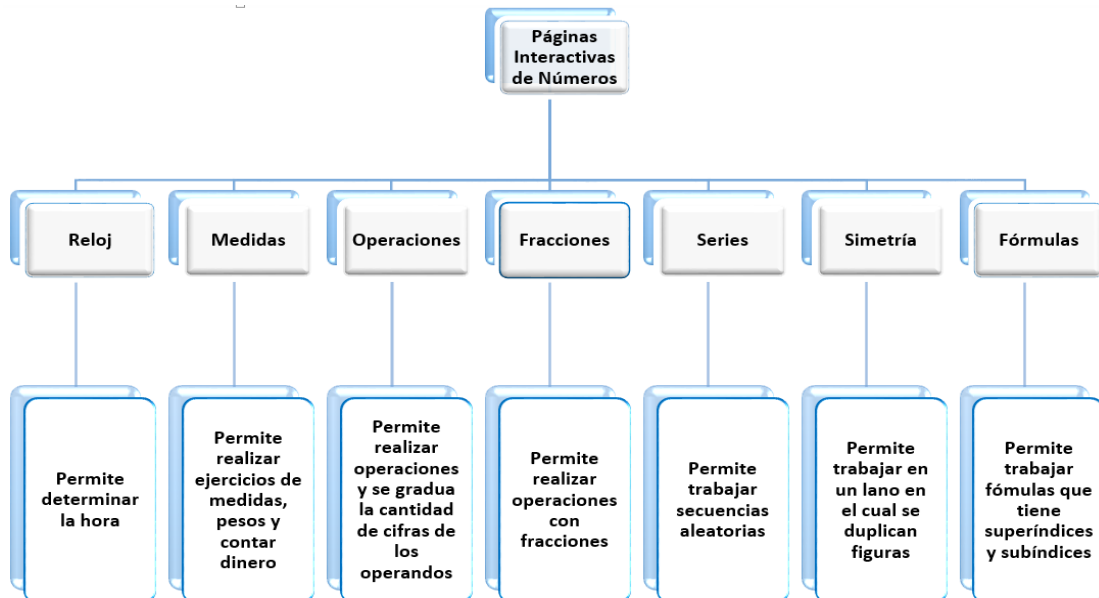 Páginas
Interactivas
de Números
Reloj
Medidas
Operaciones
Fracciones
Series
Simetría
Fórmulas
Permite
determinar
la hora
Permite
realizar
ejercicios de
medidas,
pesos y
contar
dinero
Permite
realizar
operaciones
y se gradua
la cantidad
de cifras de
los
operandos
Permite
realizar
operaciones
con
fracciones
Permite
trabajar
secuencias
aleatorias
Permite
trabajar en
un lano en
el cual se
duplican
figuras
Permite
trabajar
fómulas que
tiene
superíndices
y subíndices